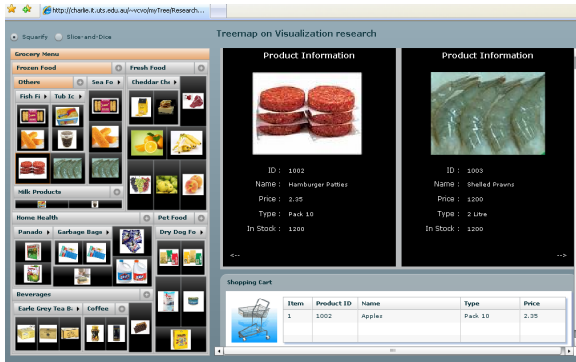 http://charlie.it.uts.edu.au/~vcvo/myTree/Research...
Squarify Slice-and-Dice
Treemap on Visualization research
Grocery Menu
Frozen Food
Fresh Food
Others
Sea Fo
Cheddar Che
Fish Fi
Tub Ic
Milk Products
Home Health
Pet Food
Panado
Garbage Bags
Dry Dog Fo
Beverages
Earle Grey Tea B
Coffee
Product Information
ID : 1002
Name : Hamburger Patties
Price : 2.35
Type : Pack 10
In Stock : 1200
<--
Product Information
ID : 1003
Name : Shelled Prawns
Price : 1200
Type : 2 Litre
In Stock : 1200
-->
Shopping Cart
Item Product ID Name Type Price
1 1002 Apples Pack 10 2.35